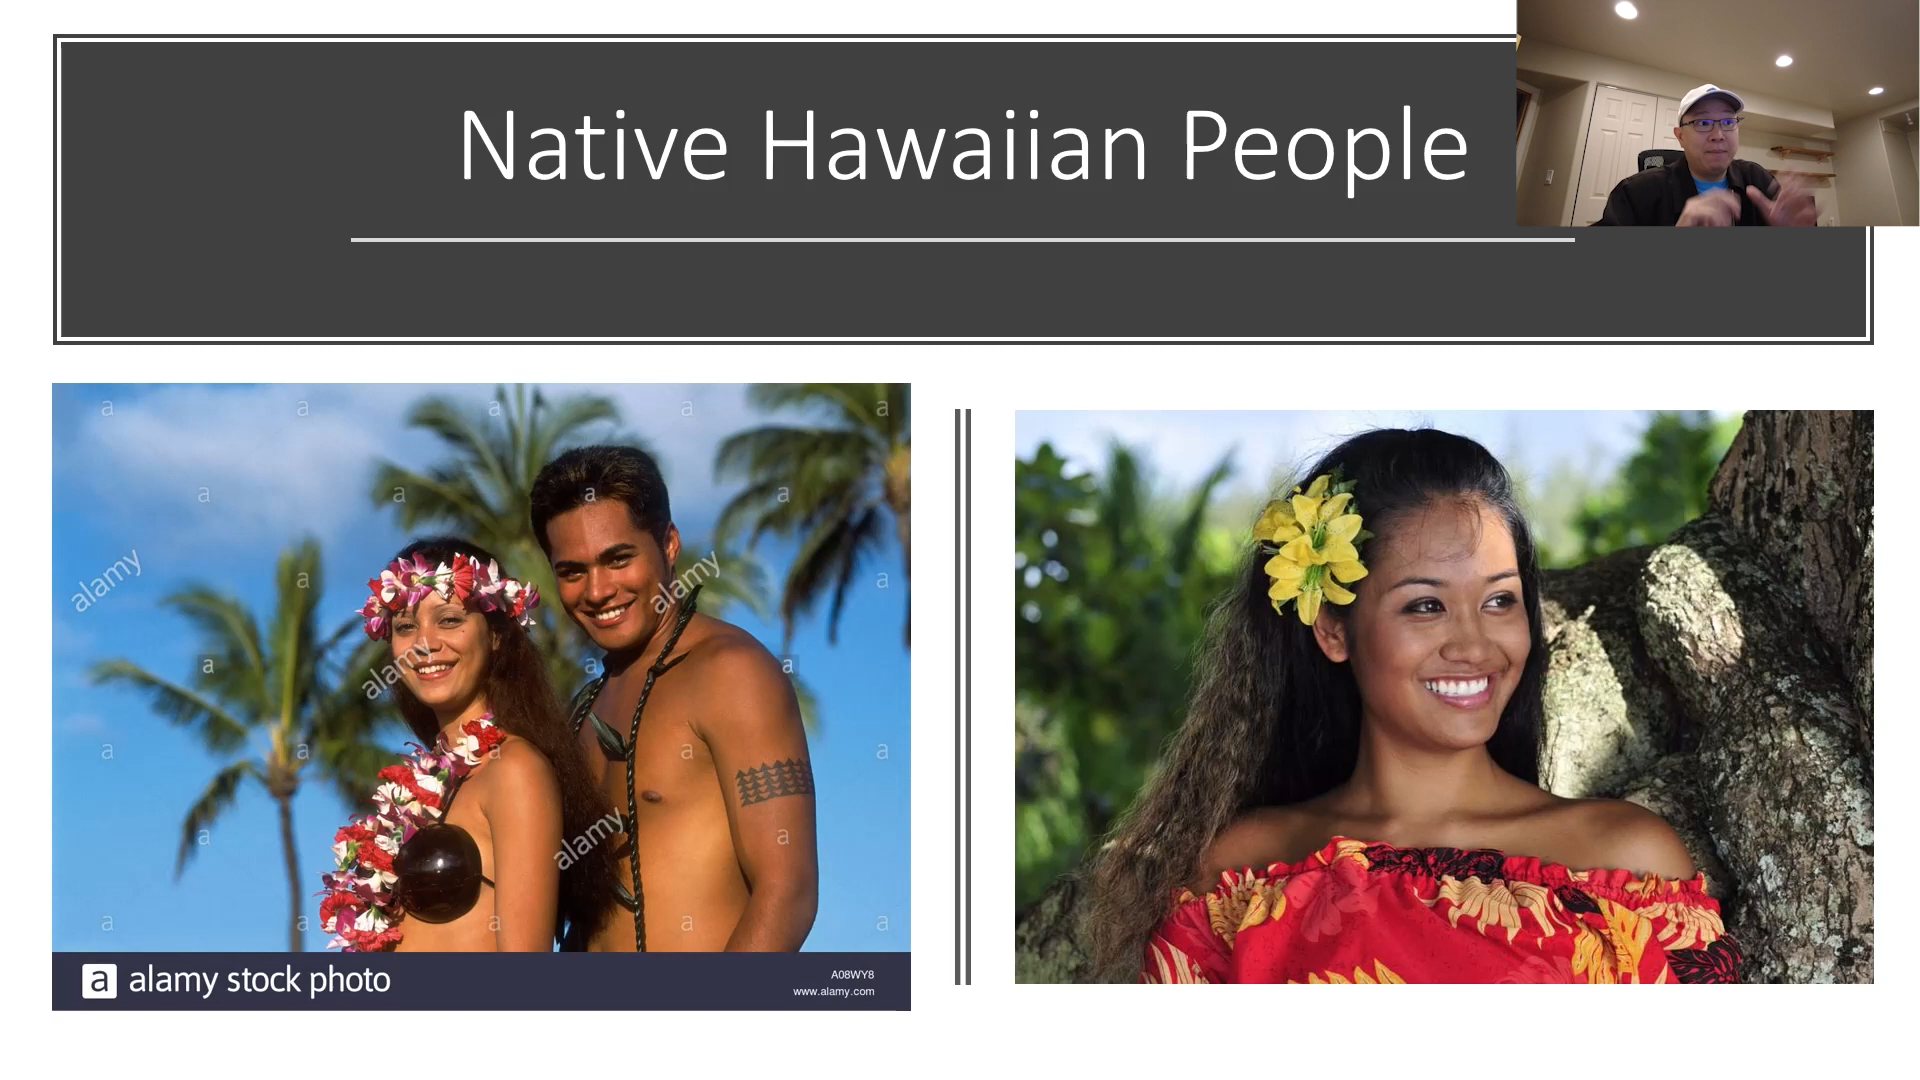 Native Hawaiian People
a a a a a
a a a a
alamy a alamy a
alamy
a a a
a a a a
alamy
a a
a a a a
a alamy stock photo
A08WY8
www.alamy.com